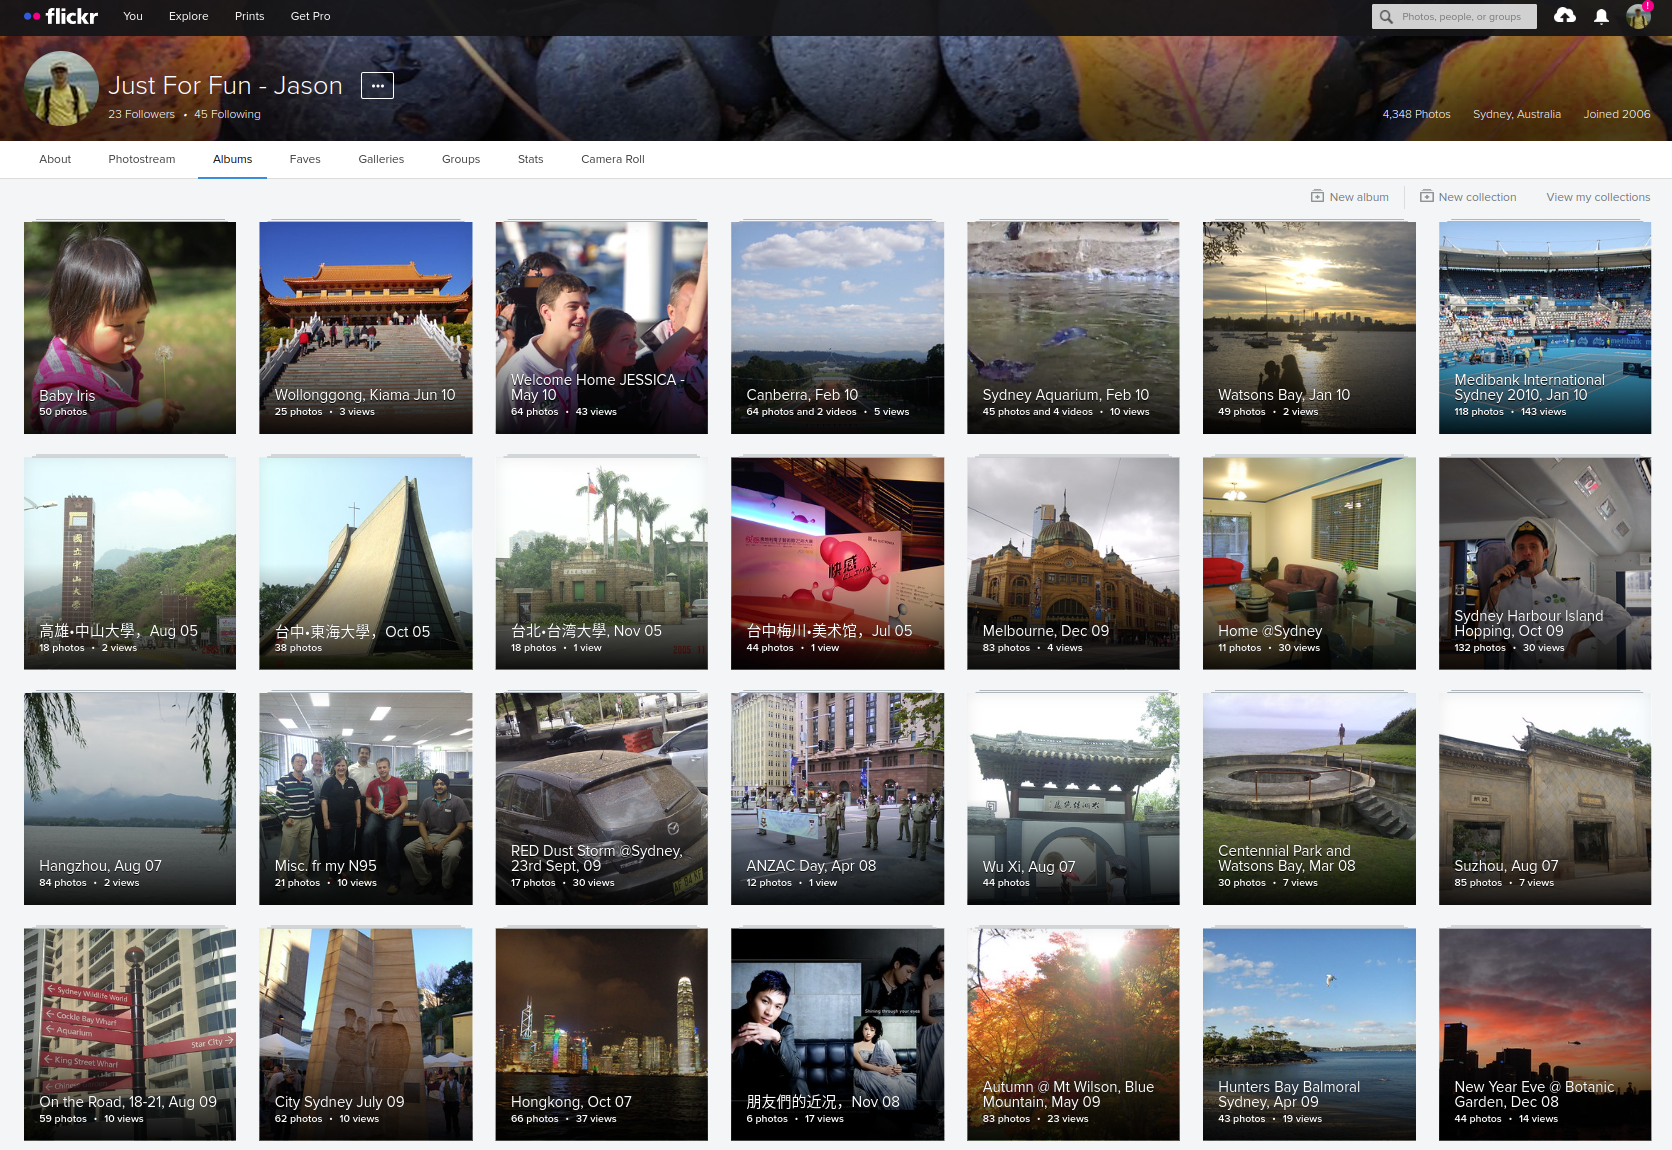 flickr
You
Explore
Prints
Get Pro
Photos, people, or groups
!
Just For Fun - Jason
23 Followers • 45 Following
4,348 Photos
Sydney, Australia
Joined 2006
About
Photostream
Albums
Faves
Galleries
Groups
Stats
Camera Roll
New album
New collection
View my collections
Baby Iris
50 photos
Wollonggong, Kiama Jun 10
25 photos • 3 views
Welcome Home JESSICA -
May 10
64 photos • 43 views
Canberra, Feb 10
64 photos and 2 videos • 5 views
Sydney Aquarium, Feb 10
45 photos and 4 videos • 10 views
Watsons Bay, Jan 10
49 photos • 2 views
medibank
Medibank International
Sydney 2010, Jan 10
118 photos • 143 views
國立中山大學
高雄•中山大學，Aug 05
18 photos • 2 views
台中•東海大學，Oct 05
38 photos
台北•台湾大學, Nov 05
18 photos • 1 view
快感
台中梅川•美术馆，Jul 05
44 photos • 1 view
Melbourne, Dec 09
83 photos • 4 views
Home @Sydney
11 photos • 30 views
Sydney Harbour Island
Hopping, Oct 09
132 photos • 30 views
Hangzhou, Aug 07
84 photos • 2 views
Misc. fr my N95
21 photos • 10 views
RED Dust Storm @Sydney,
23rd Sept, 09
17 photos • 30 views
ANZAC Day, Apr 08
12 photos • 1 view
Wu Xi, Aug 07
44 photos
Centennial Park and
Watsons Bay, Mar 08
30 photos • 7 views
Suzhou, Aug 07
85 photos • 7 views
Sydney Wildlife World
Cockle Bay Wharf
Aquarium
Star City
King Street Wharf
On the Road, 18-21, Aug 09
59 photos • 10 views
City Sydney July 09
62 photos • 10 views
Hongkong, Oct 07
66 photos • 37 views
Shining through your eyes
朋友們的近况，Nov 08
6 photos • 17 views
Autumn @ Mt Wilson, Blue
Mountain, May 09
83 photos • 23 views
Hunters Bay Balmoral
Sydney, Apr 09
43 photos • 19 views
New Year Eve @ Botanic
Garden, Dec 08
44 photos • 14 views